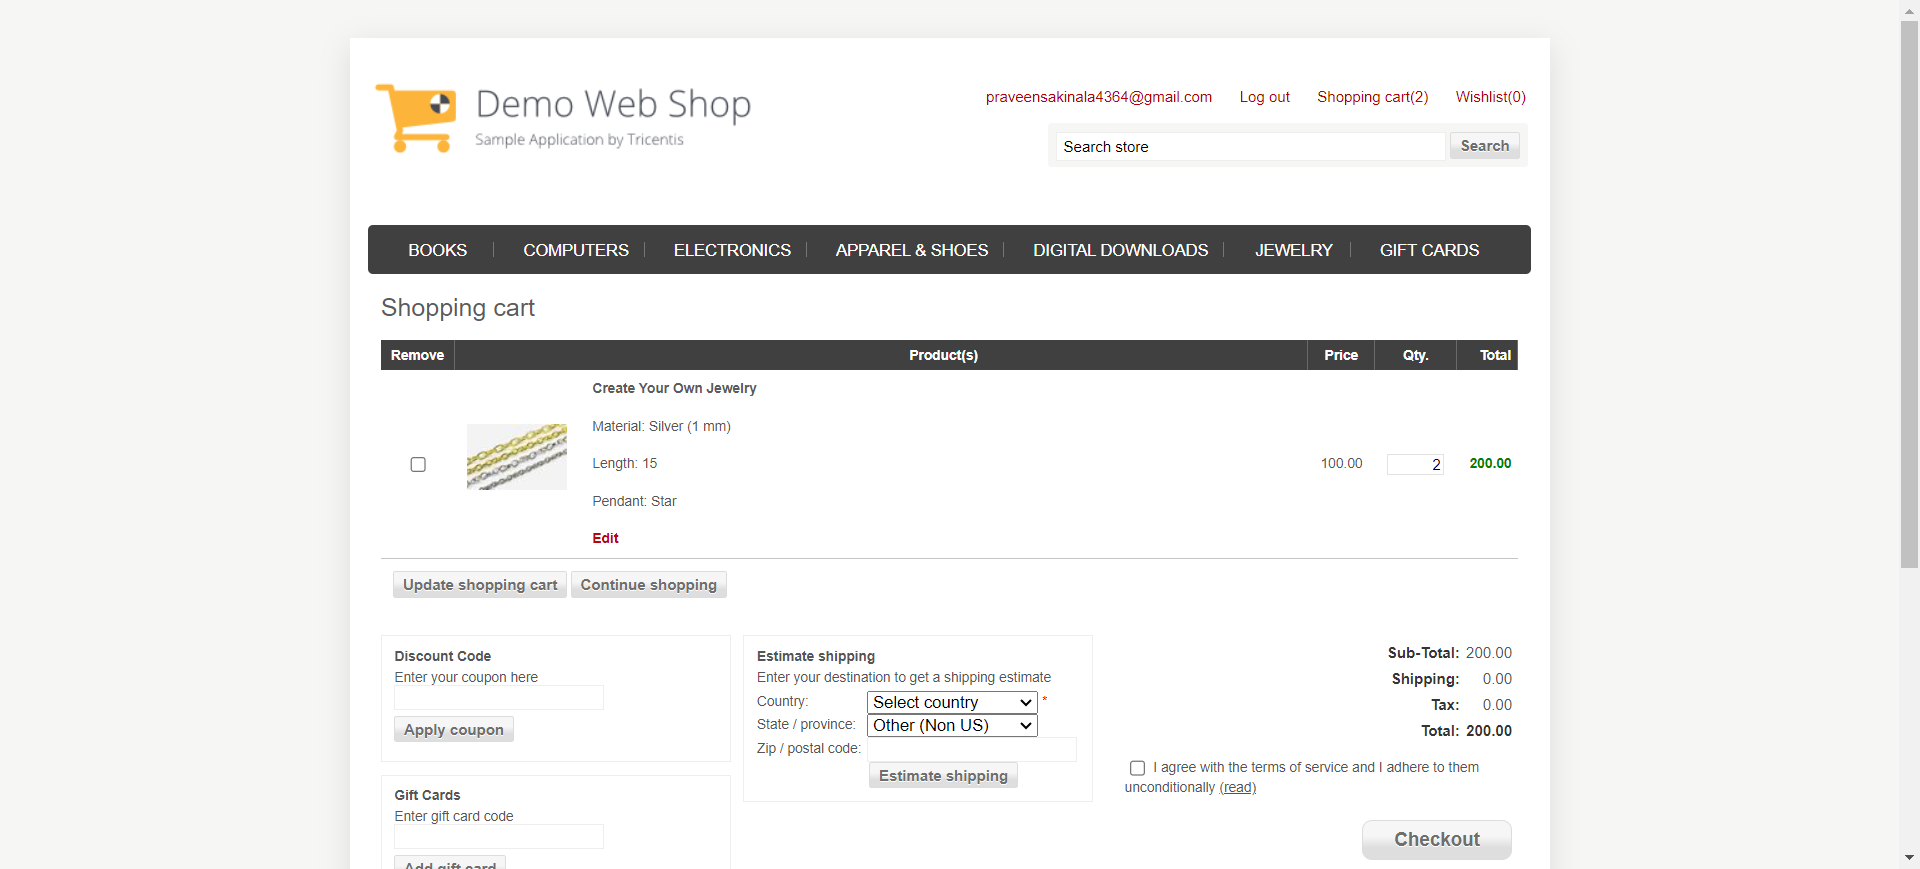 Demo Web Shop
Sample Application by Tricentis
praveensakinala4364@gmail.com Log out Shopping cart(2) Wishlist(0)
Search store Search
BOOKS COMPUTERS ELECTRONICS APPAREL & SHOES DIGITAL DOWNLOADS JEWELRY GIFT CARDS
Shopping cart
Remove Product(s) Price Qty. Total
Create Your Own Jewelry
Material: Silver (1 mm)
Length: 15
100.00 2 200.00
Pendant: Star
Edit
Update shopping cart Continue shopping
Discount Code
Enter your coupon here
Apply coupon
Gift Cards
Enter gift card code
Add gift card
Estimate shipping
Enter your destination to get a shipping estimate
Country: Select country *
State / province: Other (Non US)
Zip / postal code:
Estimate shipping
Sub-Total: 200.00
Shipping: 0.00
Tax: 0.00
Total: 200.00
I agree with the terms of service and I adhere to them
unconditionally (read)
Checkout